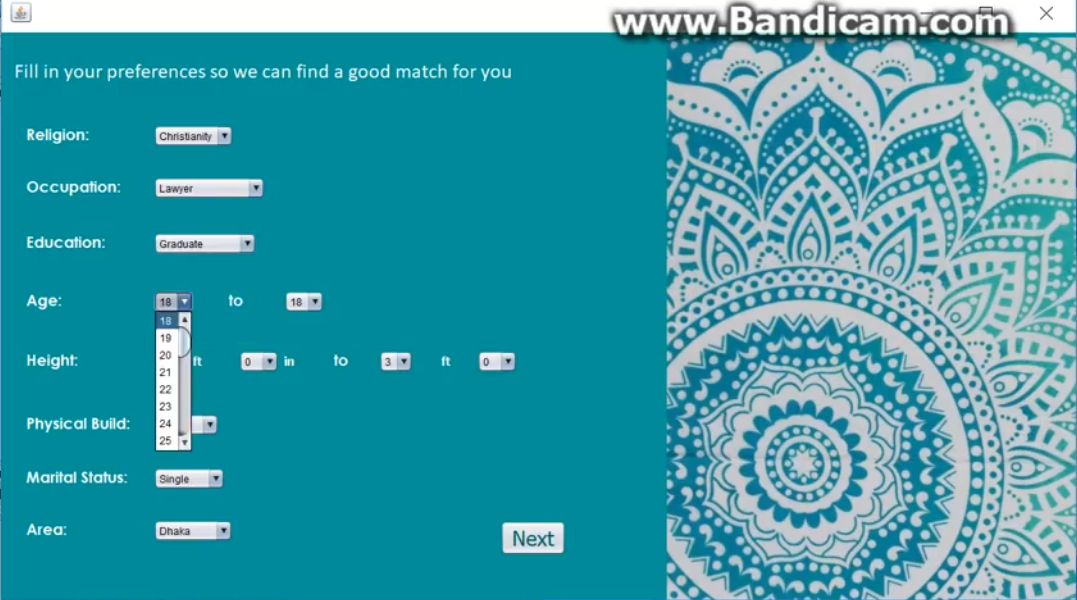 www.Bandicam.com
Fill in your preferences so we can find a good match for you
Religion: Christianity
Occupation: Lawyer
Education: Graduate
Age: 18 to 18
18
19
20
21
22
23
24
25
Height: ft 0 in to 3 ft 0
Physical Build:
Marital Status: Single
Area: Dhaka
Next